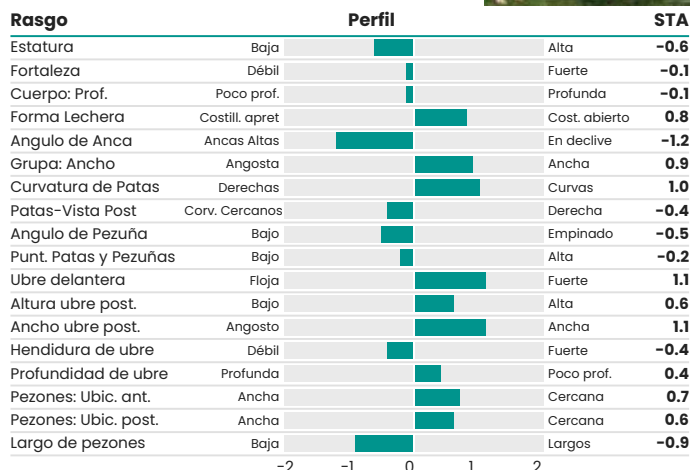 Rasgo Perfil STA
Estatura Baja Alta -0.6
Fortaleza Débil Fuerte -0.1
Cuerpo: Prof. Poco prof. Profunda -0.1
Forma Lechera Costill. apret Cost. abierto 0.8
Angulo de Anca Ancas Altas En declive -1.2
Grupa: Ancho Angosta Ancha 0.9
Curvatura de Patas Derechas Curvas 1.0
Patas-Vista Post Corv. Cercanos Derecha -0.4
Angulo de Pezuña Bajo Empinado -0.5
Punt. Patas y Pezuñas Bajo Alta -0.2
Ubre delantera Floja Fuerte 1.1
Altura ubre post. Bajo Alta 0.6
Ancho ubre post. Angosto Ancha 1.1
Hendidura de ubre Débil Fuerte -0.4
Profundidad de ubre Profunda Poco prof. 0.4
Pezones: Ubic. ant. Ancha Cercana 0.7
Pezones: Ubic. post. Ancha Cercana 0.6
Largo de pezones Baja Largos -0.9
-2 -1 0 1 2